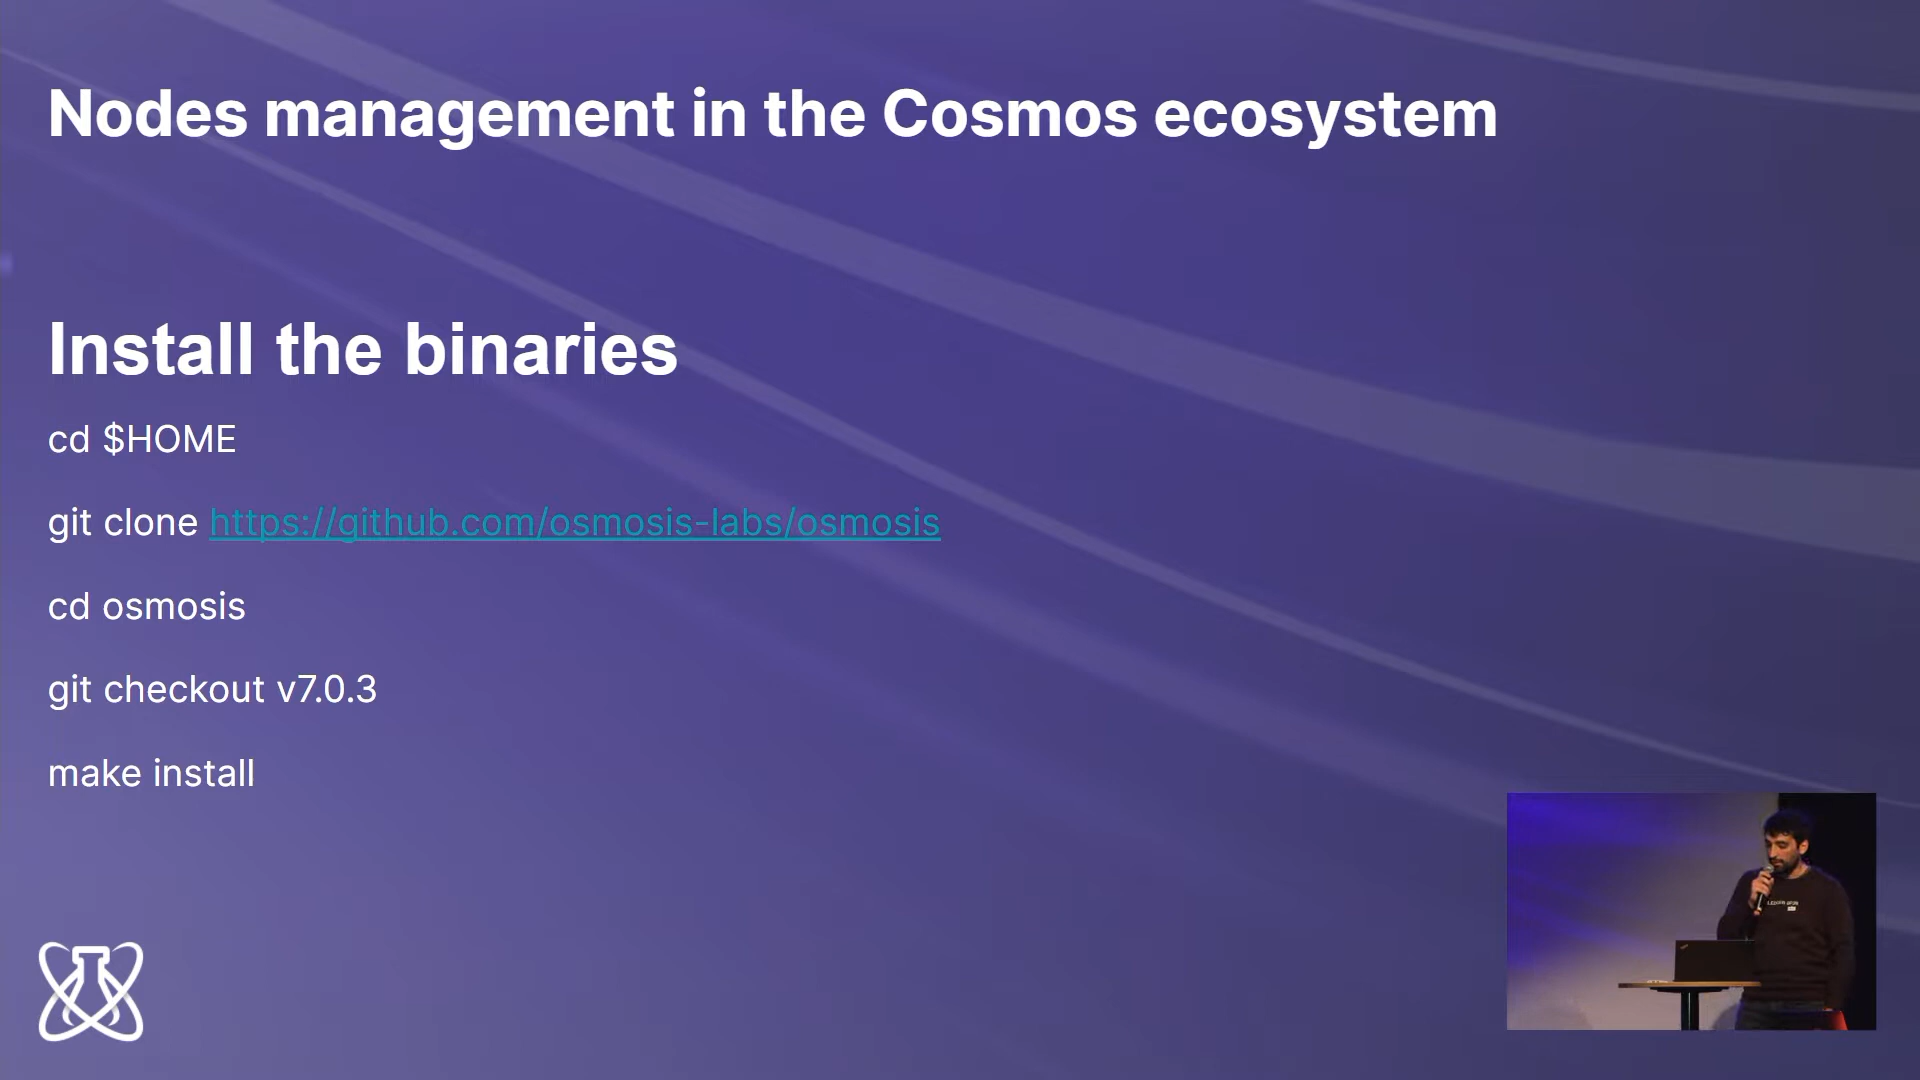 Nodes management in the Cosmos ecosystem
Install the binaries
cd $HOME
git clone https://github.com/osmosis-labs/osmosis
cd osmosis
git checkout v7.0.3
make install